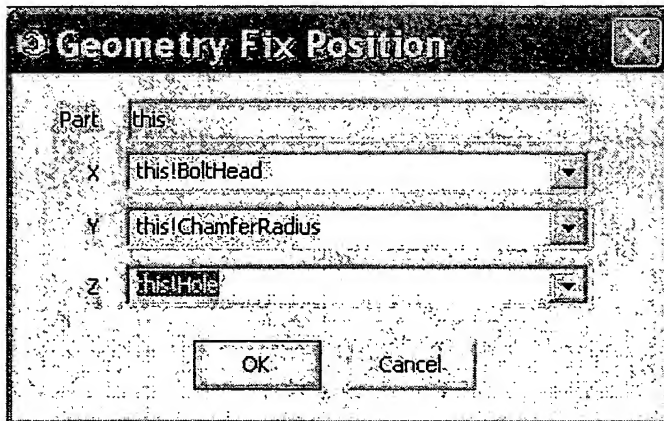 Geometry Fix Position
Part this
X this!BoltHead
Y this!ChamferRadius
Z this!Hole
OK Cancel